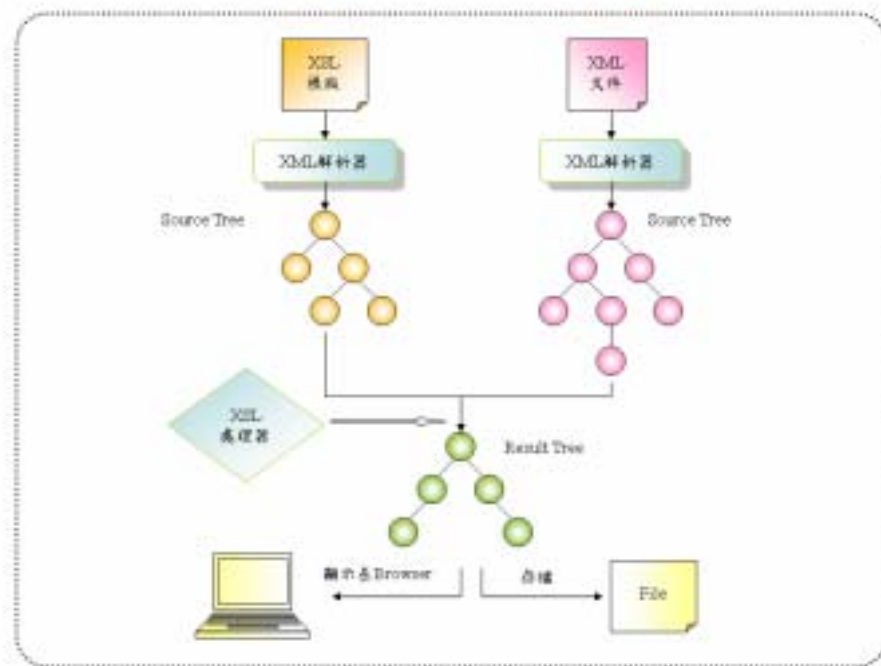 XSL
模版
XML
文件
XML解析器
XML解析器
Source Tree
Source Tree
XSL
處理器
Result Tree
顯示在Browser
存檔
File